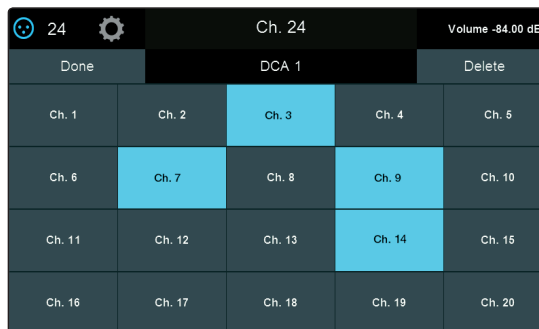 24 Ch. 24 Volume -84.00 dB
Done DCA 1 Delete
Ch. 1 Ch. 2 Ch. 3 Ch. 4 Ch. 5
Ch. 6 Ch. 7 Ch. 8 Ch. 9 Ch. 10
Ch. 11 Ch. 12 Ch. 13 Ch. 14 Ch. 15
Ch. 16 Ch. 17 Ch. 18 Ch. 19 Ch. 20